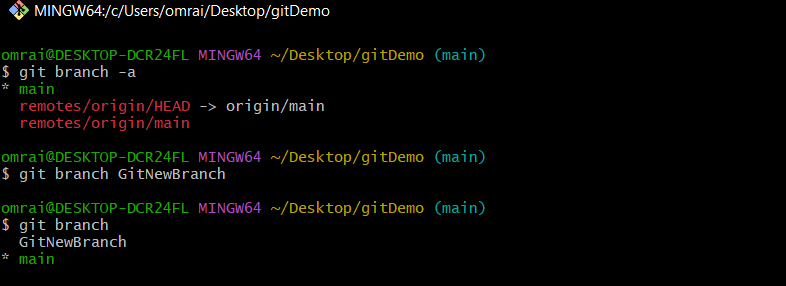 MINGW64:/c/Users/omrai/Desktop/gitDemo
omrai@DESKTOP-DCR24FL MINGW64 ~/Desktop/gitDemo (main)
$ git branch -a
* main
  remotes/origin/HEAD -> origin/main
  remotes/origin/main
omrai@DESKTOP-DCR24FL MINGW64 ~/Desktop/gitDemo (main)
$ git branch GitNewBranch
omrai@DESKTOP-DCR24FL MINGW64 ~/Desktop/gitDemo (main)
$ git branch
  GitNewBranch
* main